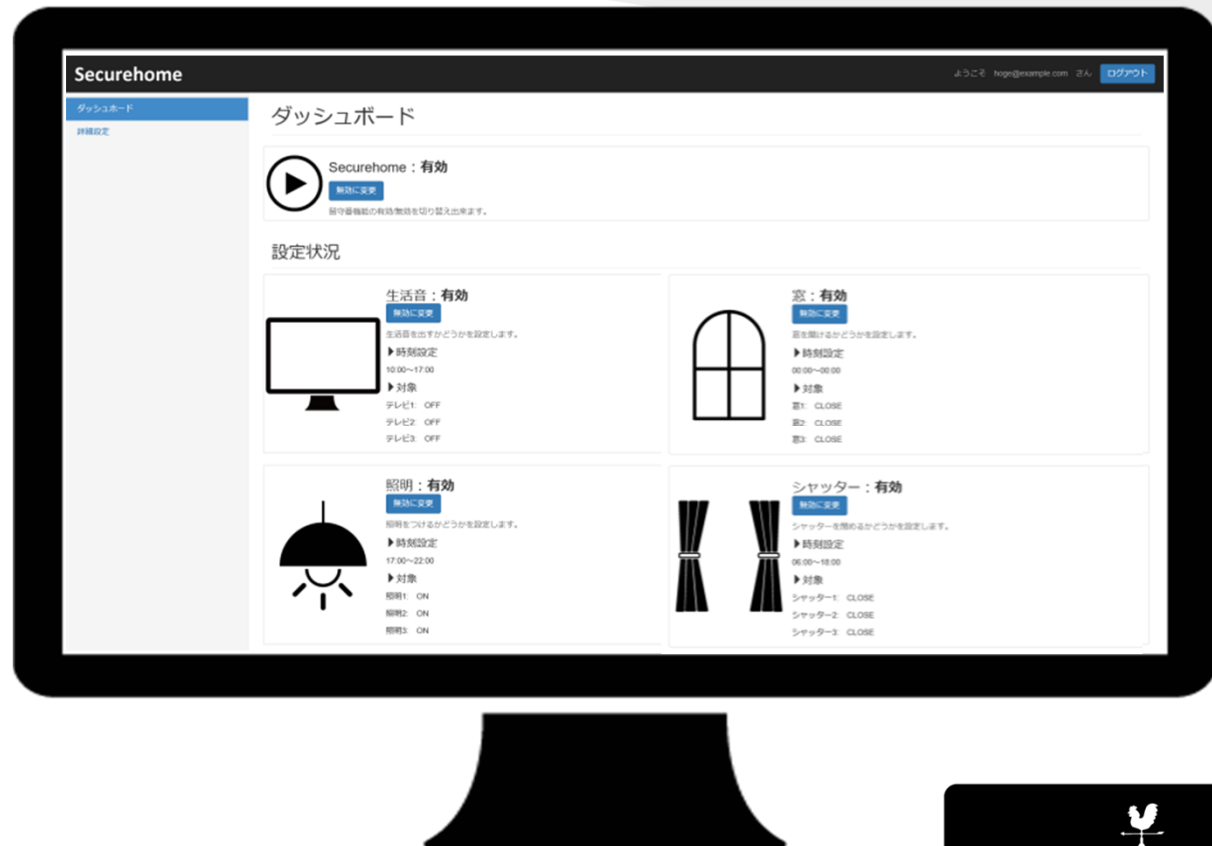 Securehome
ようこそ hoge@example.com さん ログアウト
ダッシュボード
詳細設定
ダッシュボード
Securehome：有効
無効に変更
留守番機能の有効/無効を切り替え出来ます。
設定状況
生活音：有効
無効に変更
生活音を出すかどうかを設定します。
▶時刻設定
10:00～17:00
▶対象
テレビ1: OFF
テレビ2: OFF
テレビ3: OFF
窓：有効
無効に変更
窓を開けるかどうかを設定します。
▶時刻設定
00:00～00:00
▶対象
窓1: CLOSE
窓2: CLOSE
窓3: CLOSE
照明：有効
無効に変更
照明をつけるかどうかを設定します。
▶時刻設定
17:00～22:00
▶対象
照明1: ON
照明2: ON
照明3: ON
シャッター：有効
無効に変更
シャッターを閉めるかどうかを設定します。
▶時刻設定
06:00～18:00
▶対象
シャッター1: CLOSE
シャッター2: CLOSE
シャッター3: CLOSE